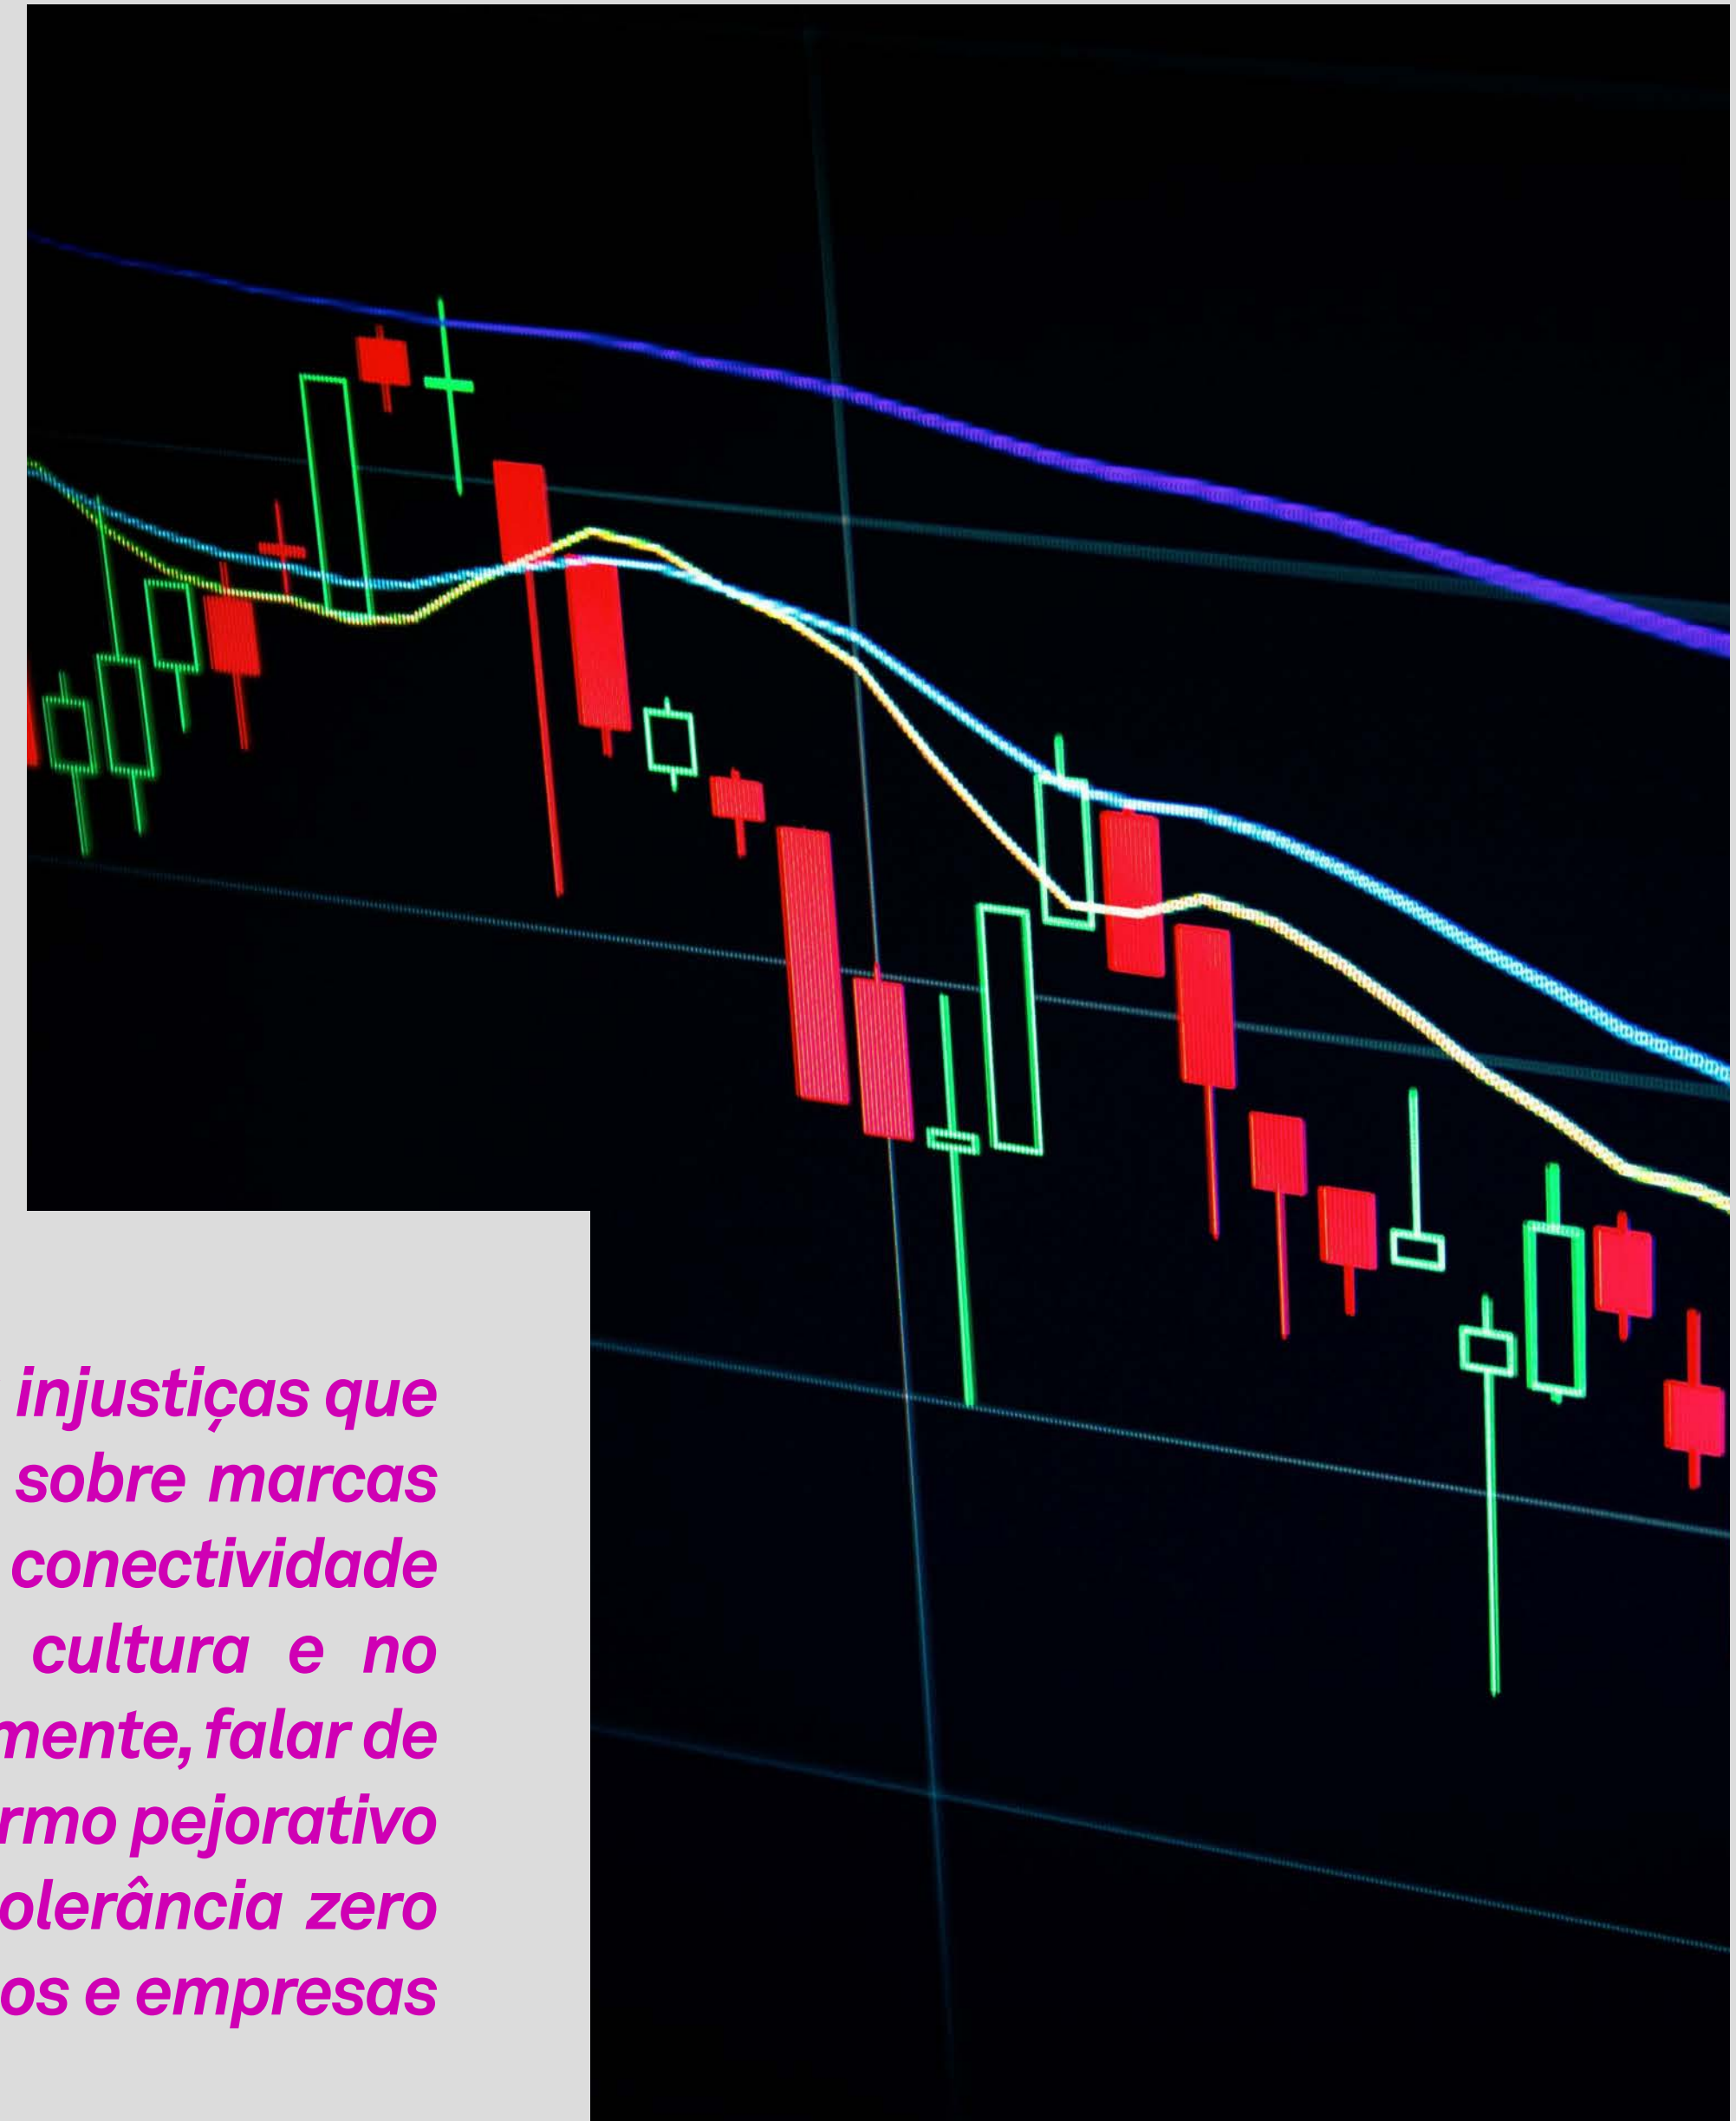 injustiças que
sobre marcas
conectividade
cultura e no
mente, falar de
rmo pejorativo
olerância zero
os e empresas